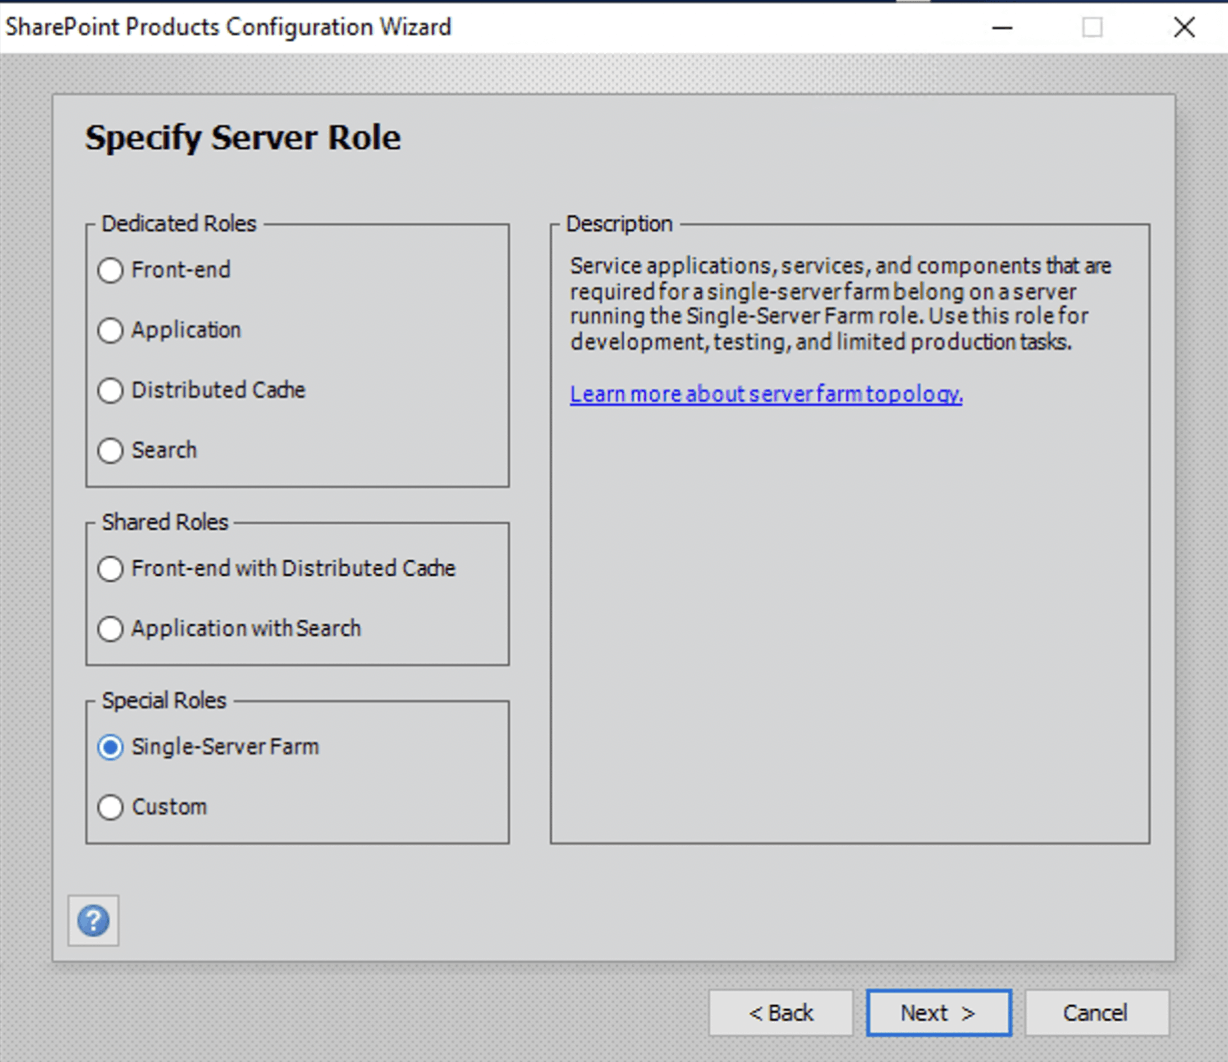 SharePoint Products Configuration Wizard
Specify Server Role
Dedicated Roles
Front-end
Application
Distributed Cache
Search
Shared Roles
Front-end with Distributed Cache
Application with Search
Special Roles
Single-Server Farm
Custom
Description
Service applications, services, and components that are
required for a single-server farm belong on a server
running the Single-Server Farm role. Use this role for
development, testing, and limited production tasks.
Learn more about server farm topology.
?
< Back
Next >
Cancel